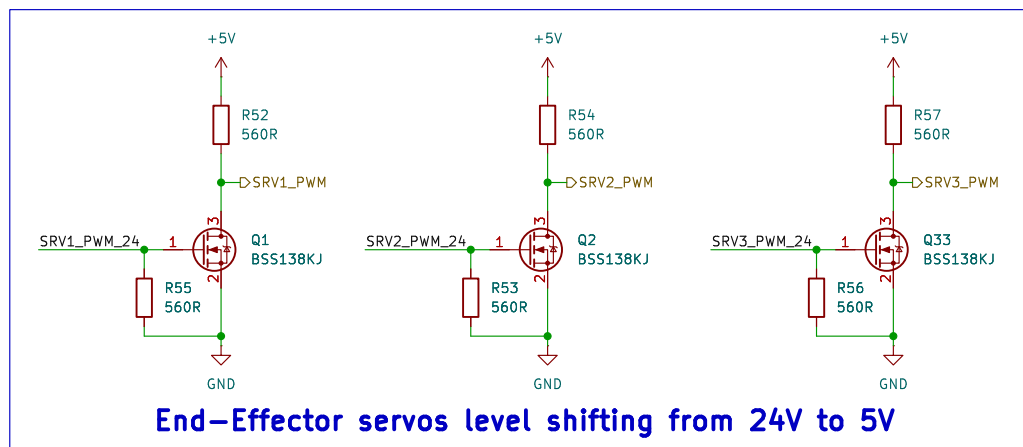 +5V
+5V
+5V
R52
560R
R54
560R
R57
560R
SRV1_PWM
SRV2_PWM
SRV3_PWM
SRV1_PWM_24
1
3
2
Q1
BSS138KJ
SRV2_PWM_24
1
3
2
Q2
BSS138KJ
SRV3_PWM_24
1
3
2
Q33
BSS138KJ
R55
560R
R53
560R
R56
560R
GND
GND
GND
End-Effector servos level shifting from 24V to 5V